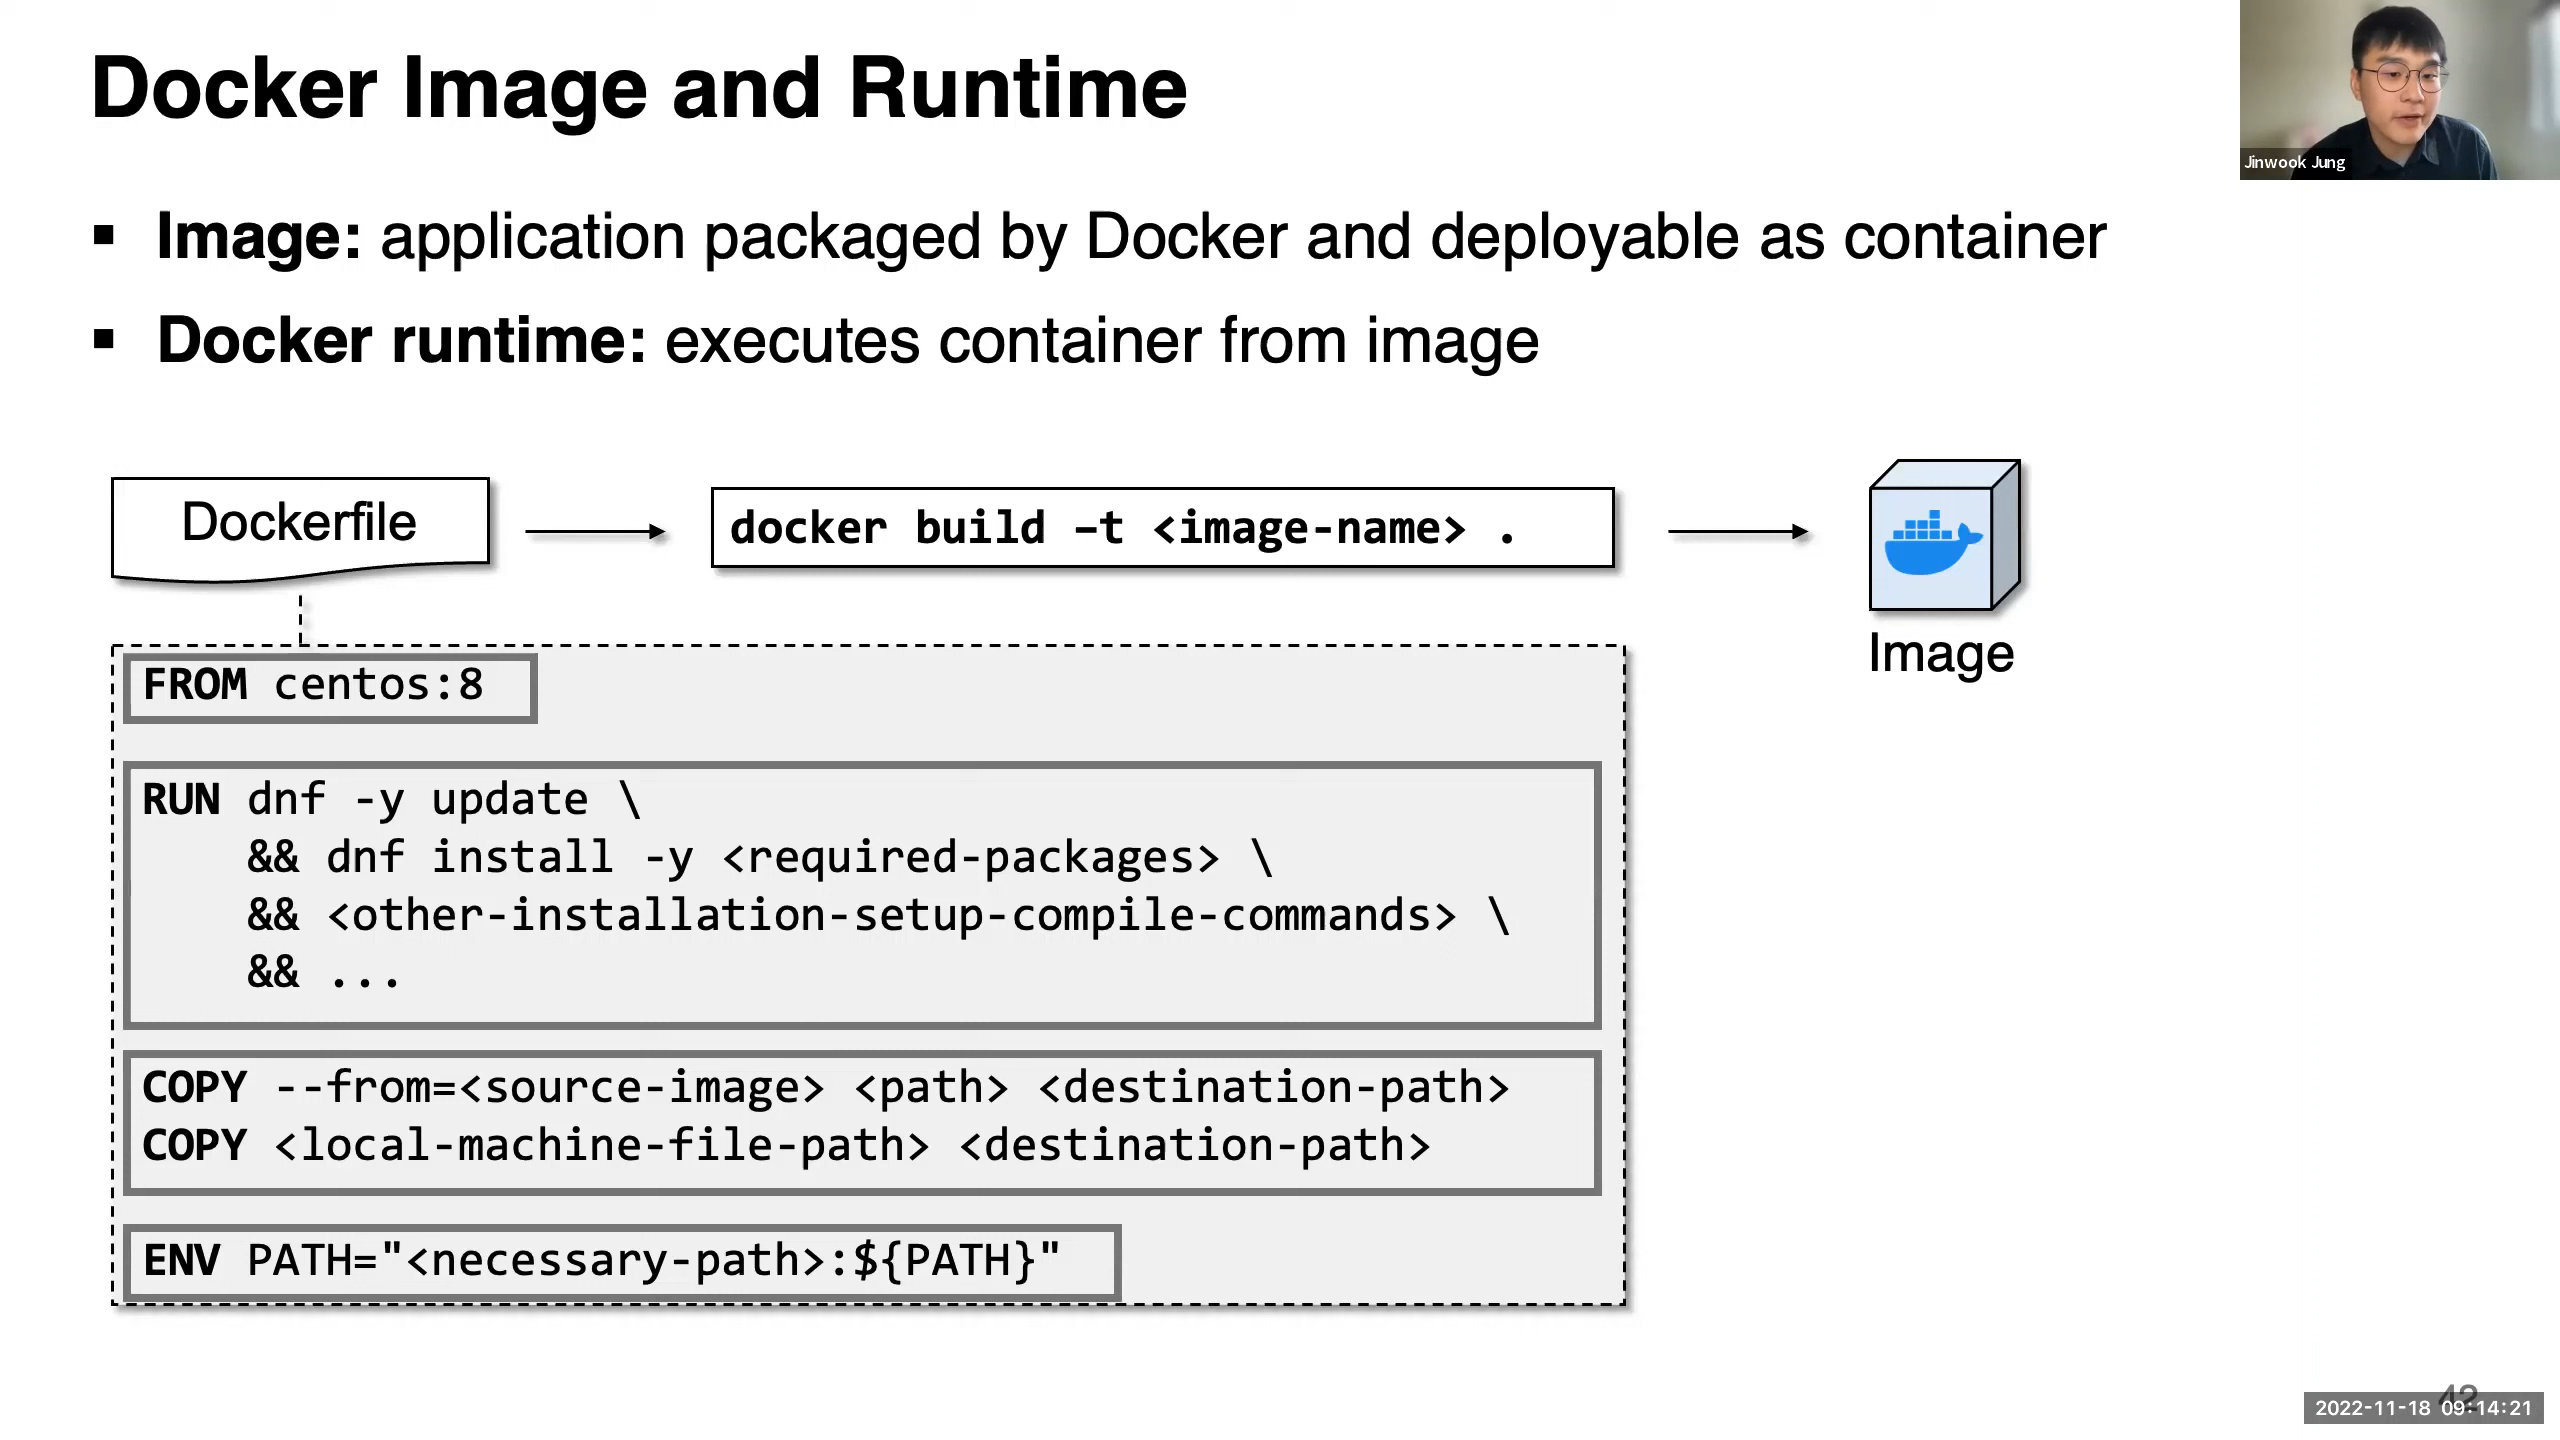 Docker Image and Runtime
Jinwook Jung
▪ Image: application packaged by Docker and deployable as container
▪ Docker runtime: executes container from image
Dockerfile
docker build –t <image-name> .
Image
FROM centos:8
RUN dnf -y update \
&& dnf install -y <required-packages> \
&& <other-installation-setup-compile-commands> \
&& ...
COPY --from=<source-image> <path> <destination-path>
COPY <local-machine-file-path> <destination-path>
ENV PATH="<necessary-path>:${PATH}"
42
2022-11-18 09:14:21